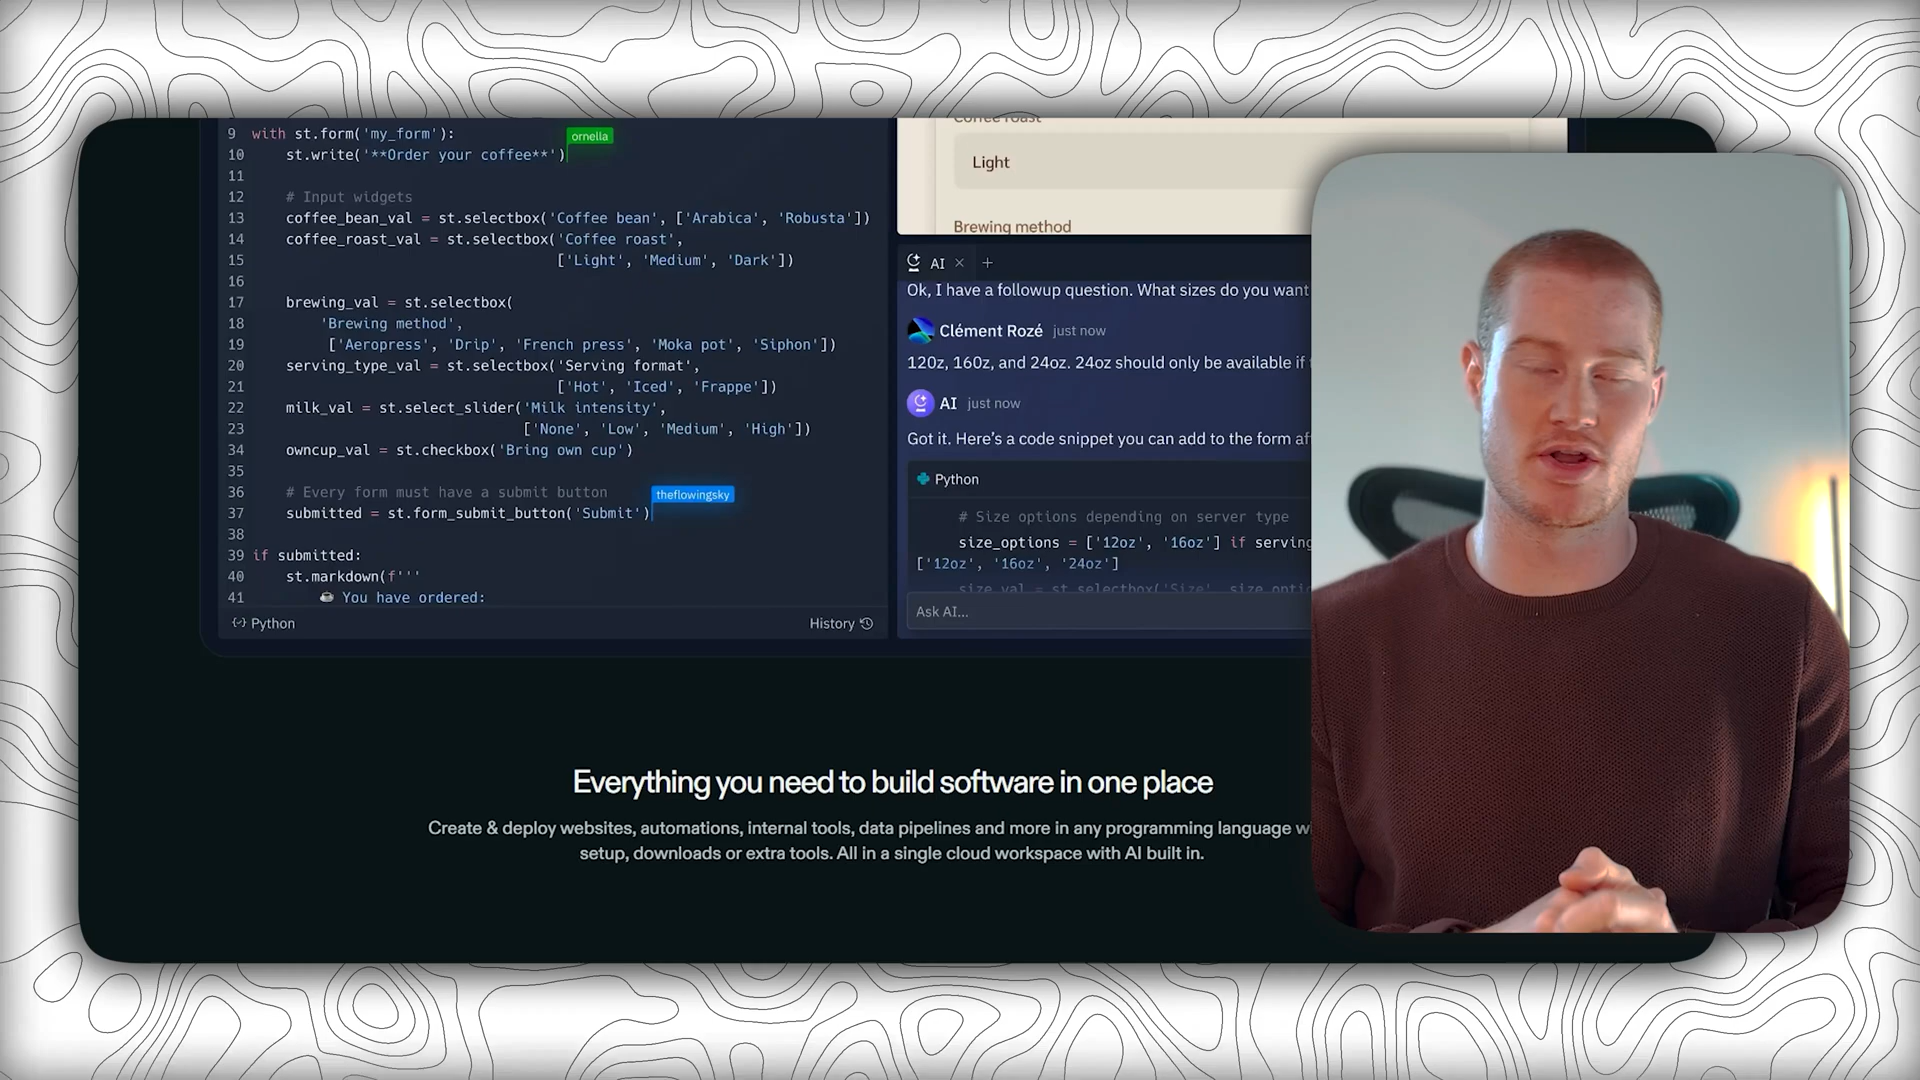 9 with st.form('my_form'):
ornella
10 st.write('**Order your coffee**')
11
12 # Input widgets
13 coffee_bean_val = st.selectbox('Coffee bean', ['Arabica', 'Robusta'])
14 coffee_roast_val = st.selectbox('Coffee roast',
15 ['Light', 'Medium', 'Dark'])
16
17 brewing_val = st.selectbox(
18 'Brewing method',
19 ['Aeropress', 'Drip', 'French press', 'Moka pot', 'Siphon'])
20 serving_type_val = st.selectbox('Serving format',
21 ['Hot', 'Iced', 'Frappe'])
22 milk_val = st.select_slider('Milk intensity',
23 ['None', 'Low', 'Medium', 'High'])
34 owncup_val = st.checkbox('Bring own cup')
35
36 # Every form must have a submit button
theflowingsky
37 submitted = st.form_submit_button('Submit')
38
39 if submitted:
40 st.markdown(f'''
41 ☕ You have ordered:
Python
History
Coffee roast
Light
Brewing method
AI × +
Ok, I have a followup question. What sizes do you want
Clément Rozé just now
120z, 160z, and 24oz. 24oz should only be available if
AI just now
Got it. Here's a code snippet you can add to the form
Python
# Size options depending on server type
size_options = ['12oz', '16oz'] if serving
['12oz', '16oz', '24oz']
size_val = st.selectbox('Size', size_optio
Ask AI...
Everything you need to build software in one place
Create & deploy websites, automations, internal tools, data pipelines and more in any programming language
setup, downloads or extra tools. All in a single cloud workspace with AI built in.